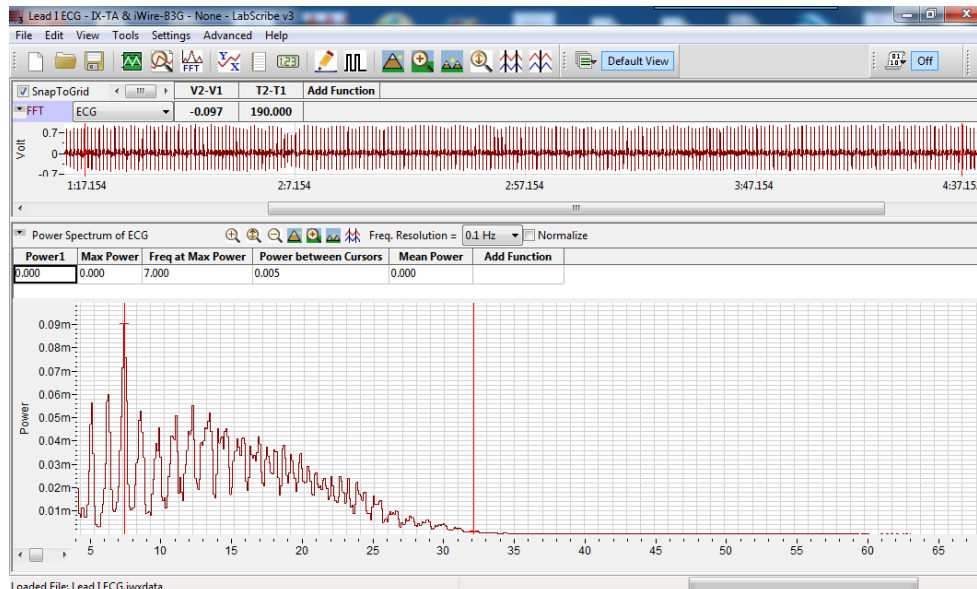 Lead I ECG - IX-TA & iWire-B3G - None - LabScribe v3
File Edit View Tools Settings Advanced Help
FFT Y X 123 Default View Off
SnapToGrid V2-V1 T2-T1 Add Function
FFT ECG -0.097 190.000
Volt
0.7
0
-0.7
1:17.154 2:7.154 2:57.154 3:47.154 4:37.15
Power Spectrum of ECG Freq. Resolution = 0.1 Hz Normalize
Power1 Max Power Freq at Max Power Power between Cursors Mean Power Add Function
0.000 0.000 7.000 0.005 0.000
Power
0.09m
0.08m
0.07m
0.06m
0.05m
0.04m
0.03m
0.02m
0.01m
5 10 15 20 25 30 35 40 45 50 55 60 65
Loaded File: Lead I ECG.iwxdata